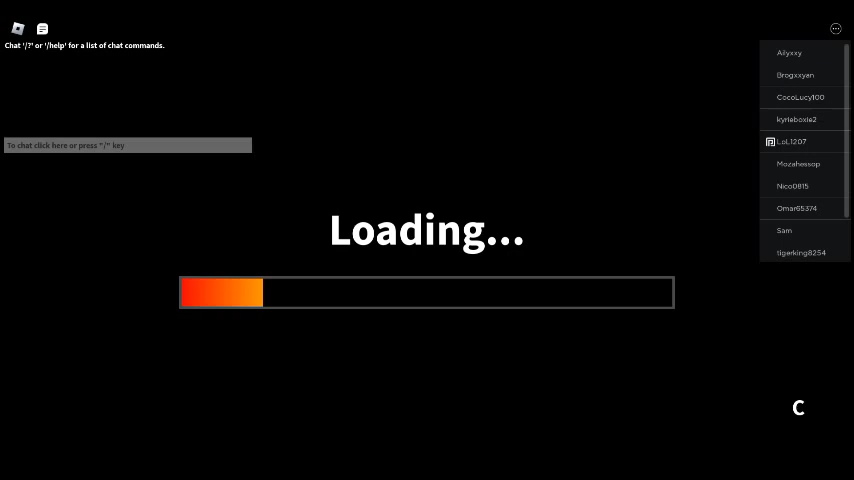 Chat '/?' or '/help' for a list of chat commands.
To chat click here or press "/" key
Loading...
Ailyxxy
Brogxxyan
CocoLucy100
kyrieboxie2
LoL1207
Mozahessop
Nico0815
Omar65374
Sam
tigerking8254
C